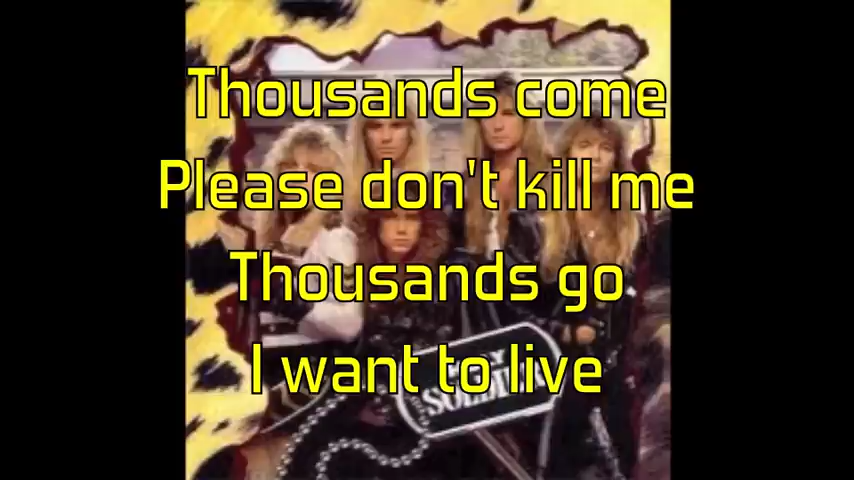 Thousands come
Please don't kill me
Thousands go
I want to live